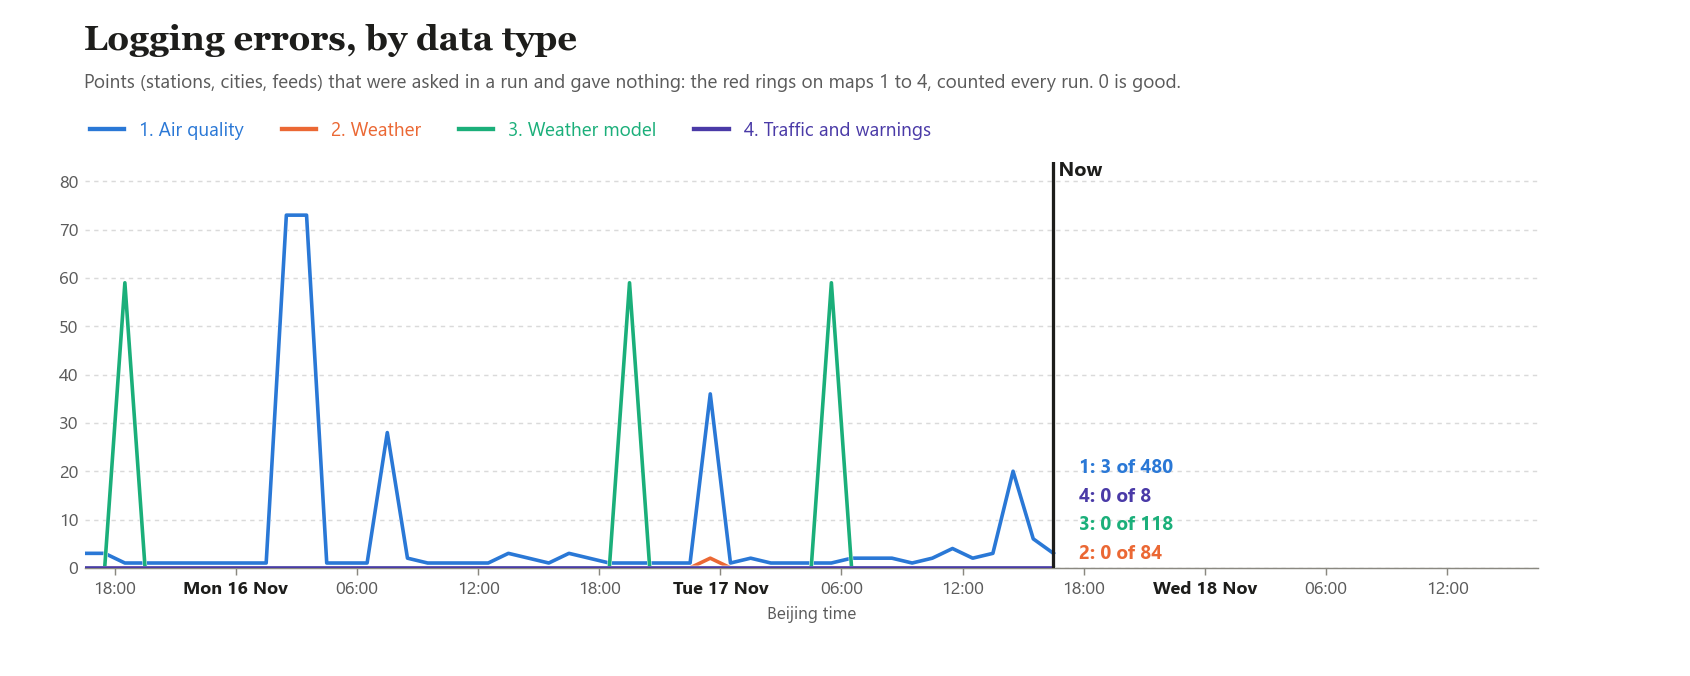 Logging errors, by data type
Points (stations, cities, feeds) that were asked in a run and gave nothing: the red rings on maps 1 to 4, counted every run. 0 is good.
1. Air quality 2. Weather 3. Weather model 4. Traffic and warnings
Now
80
70
60
50
40
30
20
10
0
1: 3 of 480
4: 0 of 8
3: 0 of 118
2: 0 of 84
18:00 Mon 16 Nov 06:00 12:00 18:00 Tue 17 Nov 06:00 12:00 18:00 Wed 18 Nov 06:00 12:00
Beijing time